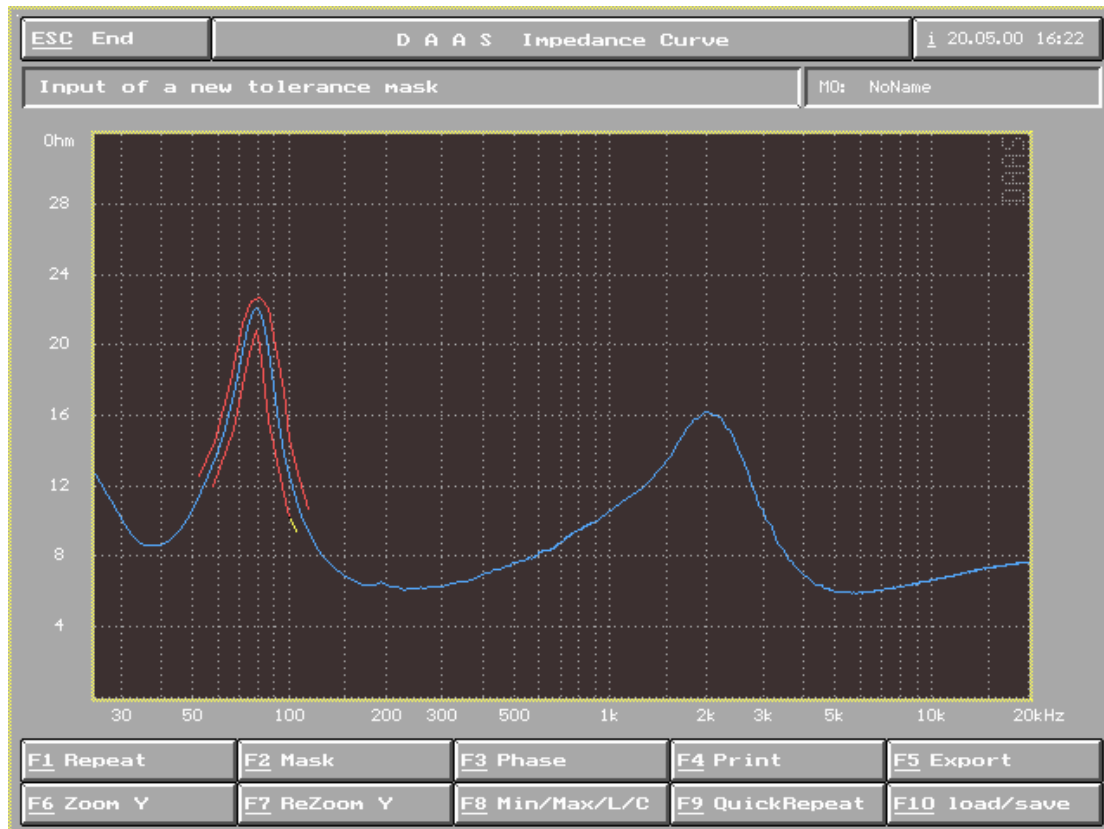 ESC End
D A A S Impedance Curve
i 20.05.00 16:22
Input of a new tolerance mask
MO: NoName
Ohm
DAAS
28
24
20
16
12
8
4
30 50 100 200 300 500 1k 2k 3k 5k 10k 20kHz
F1 Repeat
F2 Mask
F3 Phase
F4 Print
F5 Export
F6 Zoom Y
F7 ReZoom Y
F8 Min/Max/L/C
F9 QuickRepeat
F10 load/save